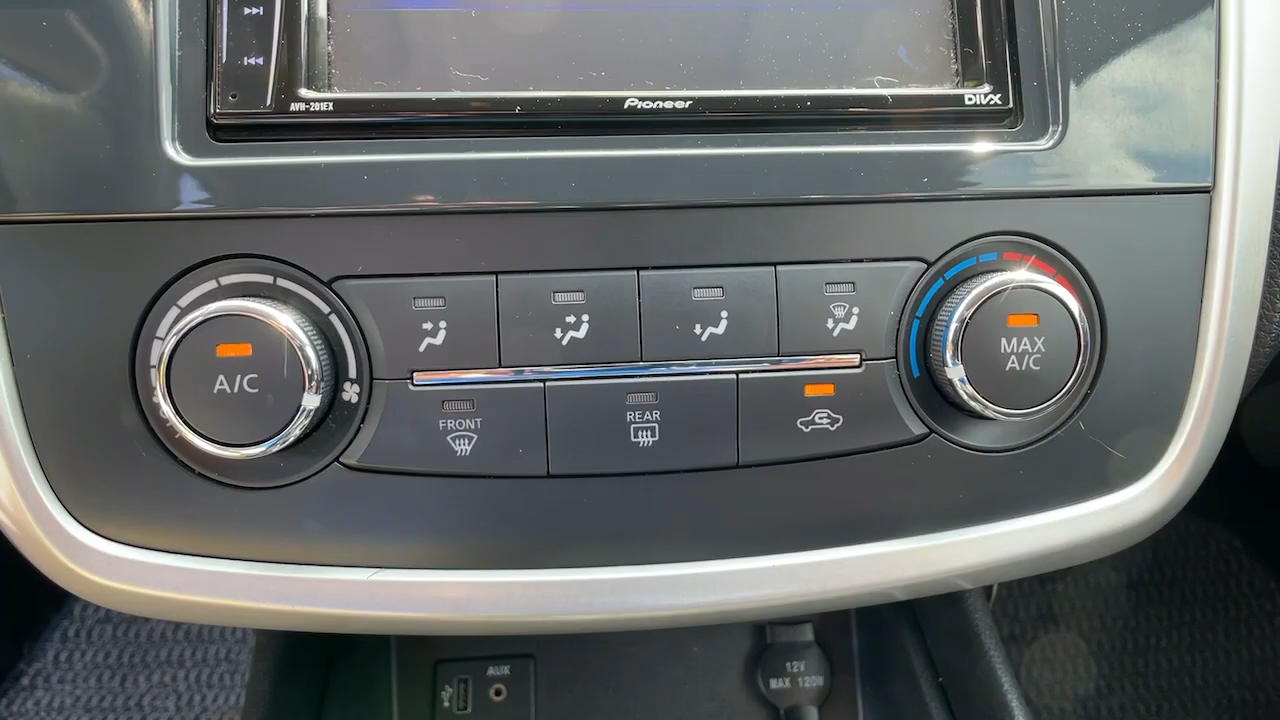 AVH-201EX
Pioneer
DIVX
A/C
MAX
A/C
FRONT
REAR
AUX
12V
MAX 120W